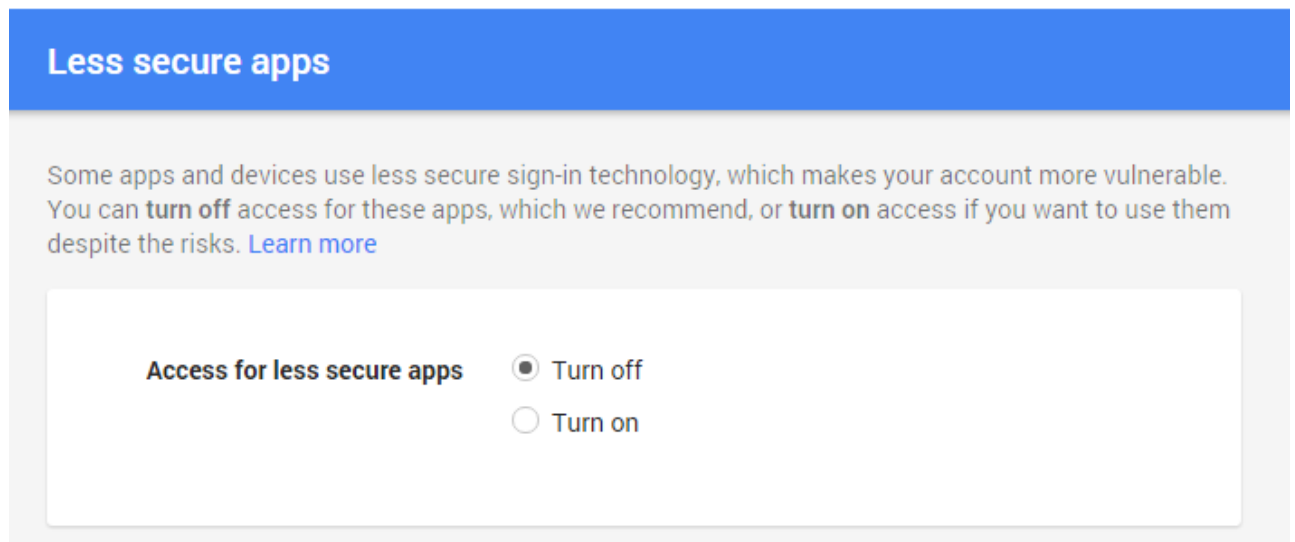 Less secure apps
Some apps and devices use less secure sign-in technology, which makes your account more vulnerable.
You can turn off access for these apps, which we recommend, or turn on access if you want to use them
despite the risks. Learn more
Access for less secure apps
Turn off
Turn on